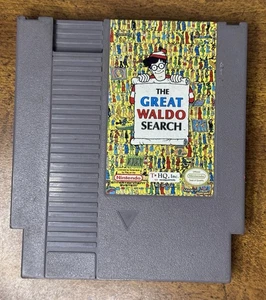 THE
GREAT
WALDO
SEARCH
Nintendo
T•HQ, Inc.